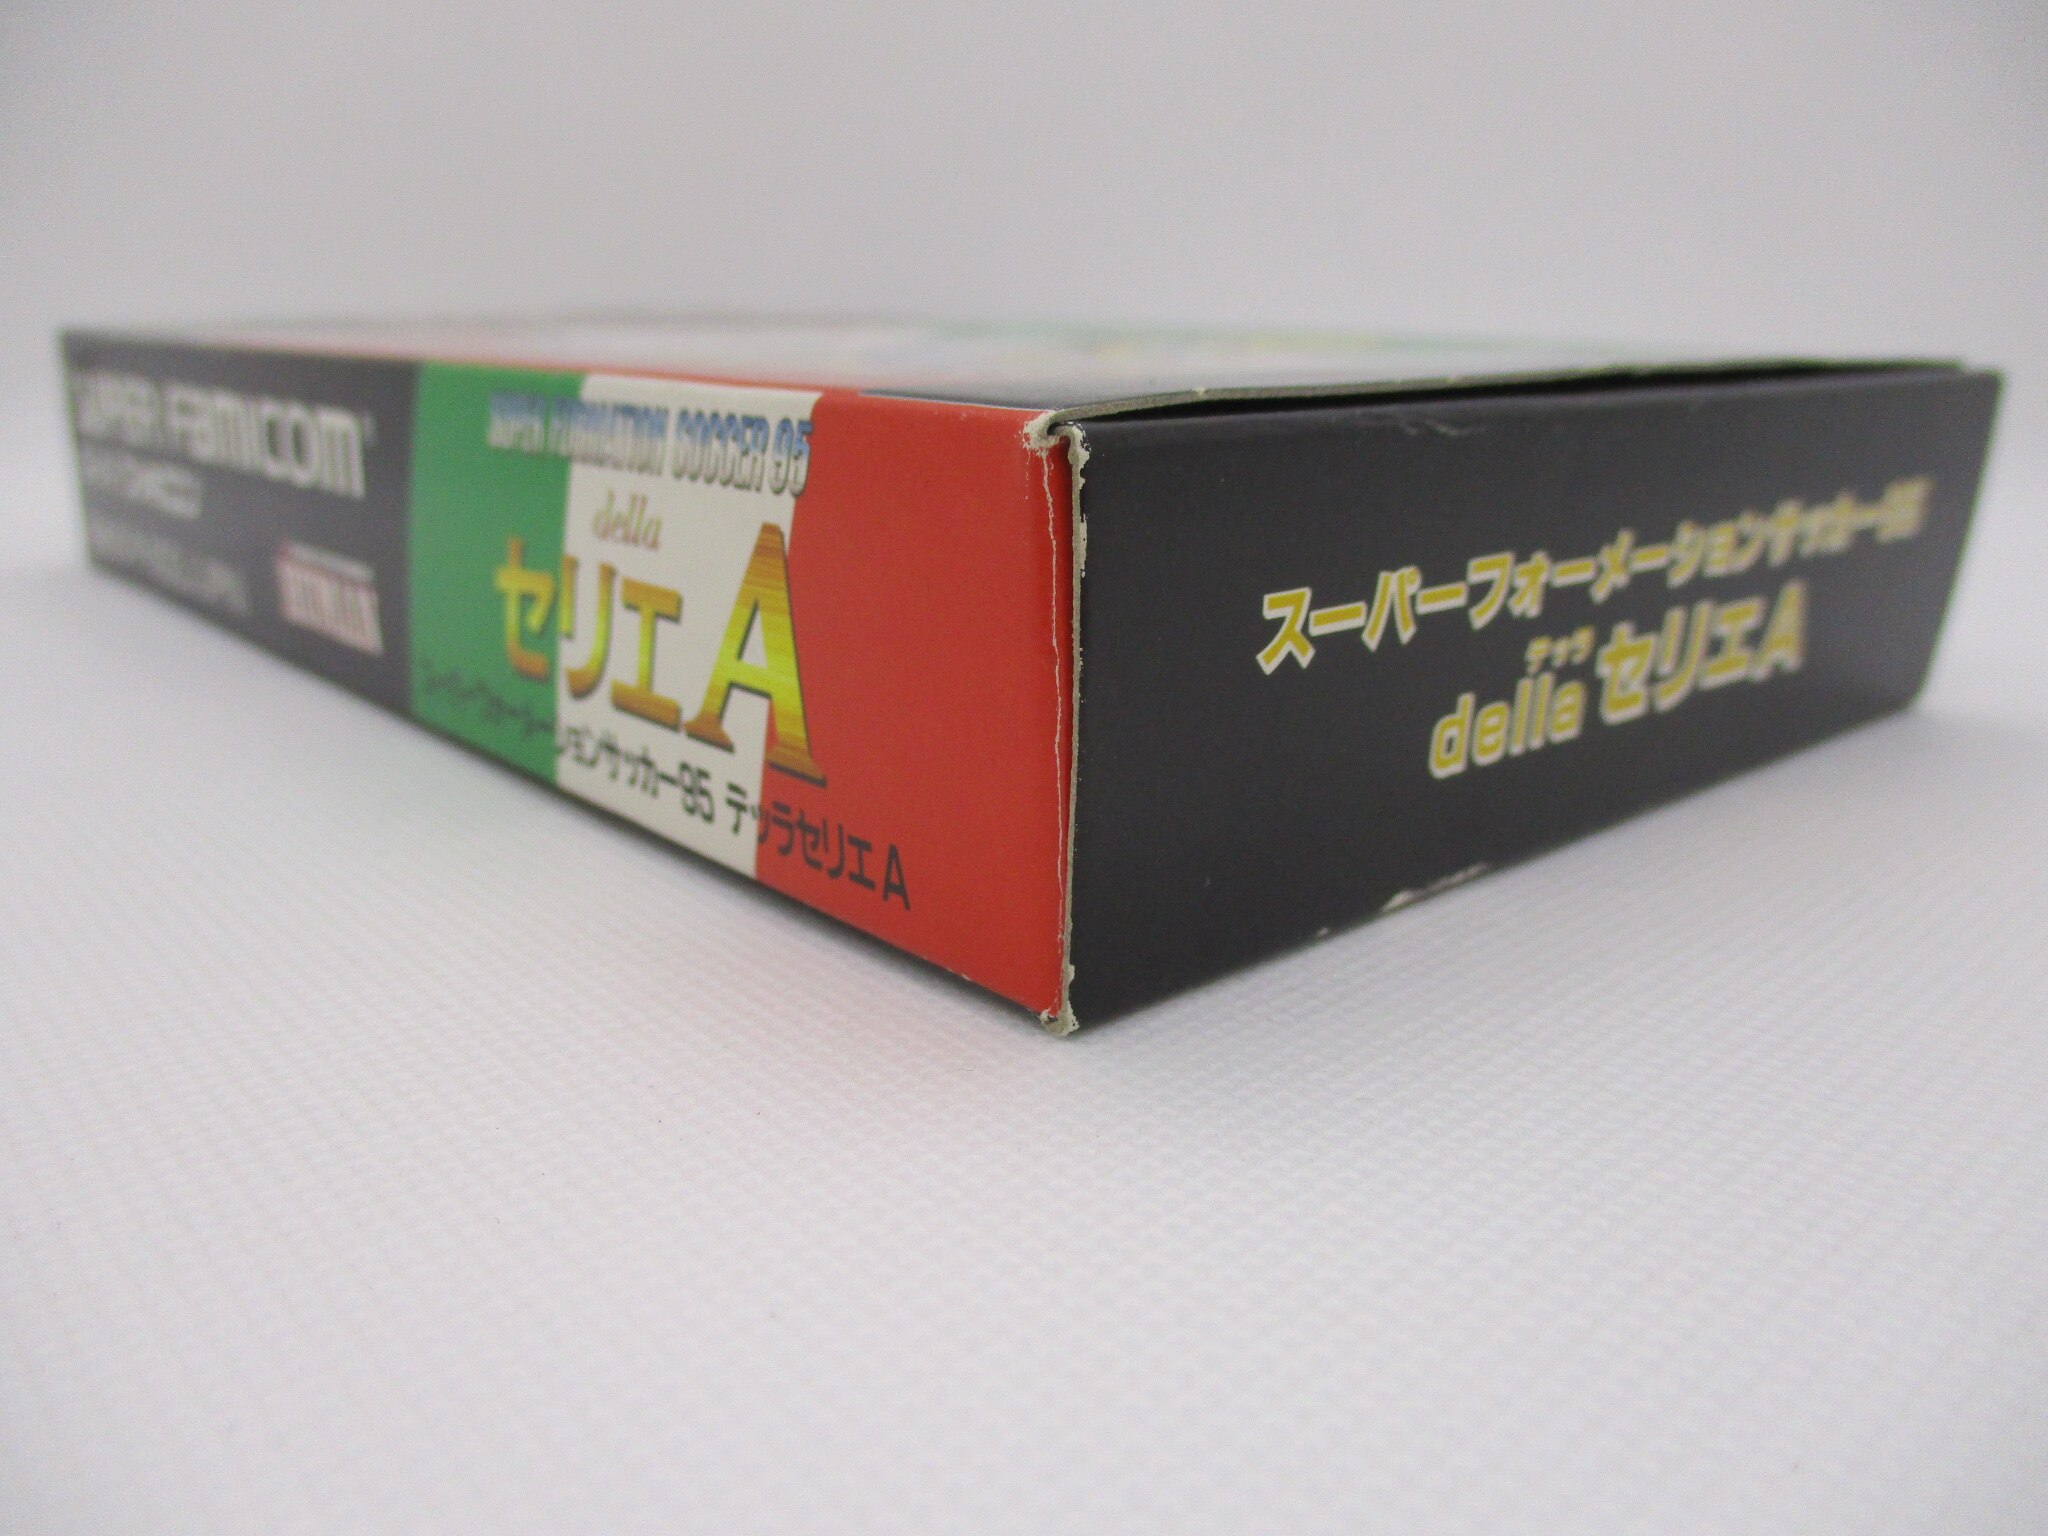 SUPER FAMICOM
HUMAN
SUPER FORMATION SOCCER 95
della
セリエA
スーパーフォーメーションサッカー95 デッラセリエA
スーパーフォーメーションサッカー95
デッラ
della セリエA